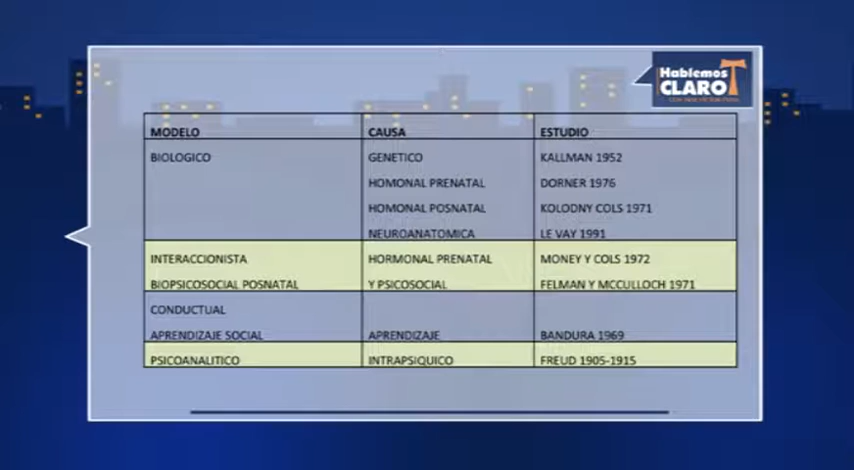 Hablemos
CLARO
MODELO CAUSA ESTUDIO
BIOLOGICO GENETICO KALLMAN 1952
HOMONAL PRENATAL DORNER 1976
HOMONAL POSNATAL KOLODNY COLS 1971
NEUROANATOMICA LE VAY 1991
INTERACCIONISTA HORMONAL PRENATAL MONEY Y COLS 1972
BIOPSICOSOCIAL POSNATAL Y PSICOSOCIAL FELMAN Y MCCULLOCH 1971
CONDUCTUAL
APRENDIZAJE SOCIAL APRENDIZAJE BANDURA 1969
PSICOANALITICO INTRAPSIQUICO FREUD 1905-1915